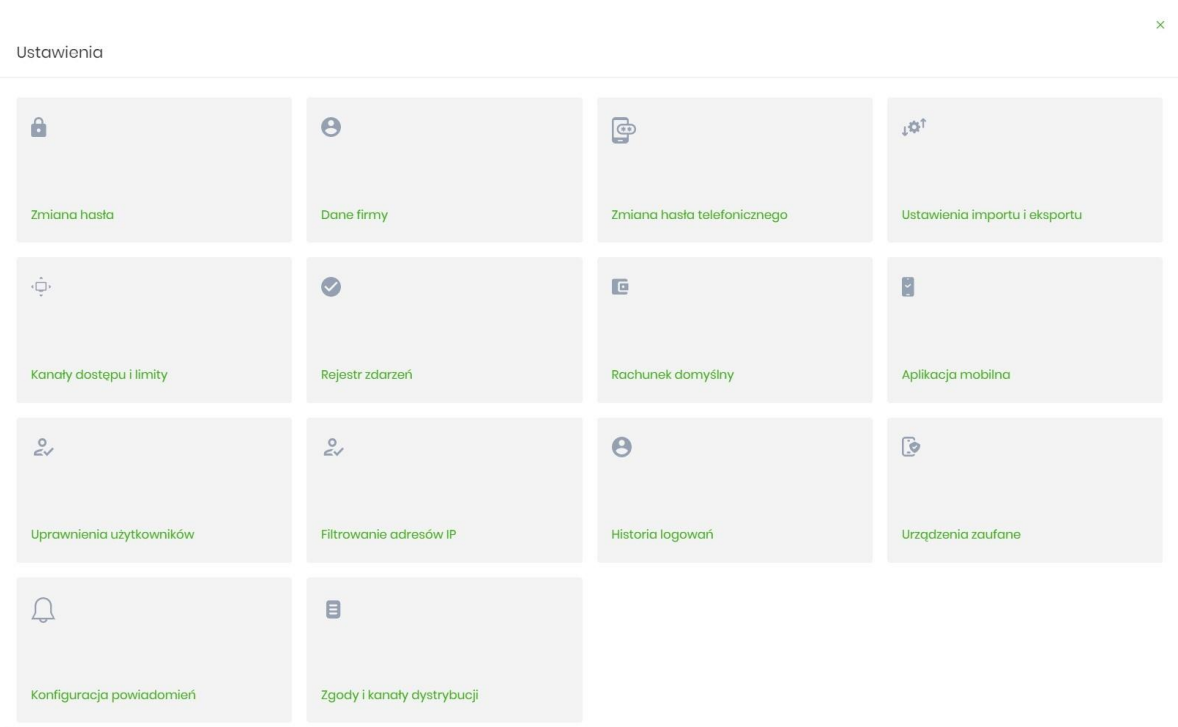 Ustawienia
Zmiana hasła
Dane firmy
Zmiana hasła telefonicznego
Ustawienia importu i eksportu
Kanały dostępu i limity
Rejestr zdarzeń
Rachunek domyślny
Aplikacja mobilna
Uprawnienia użytkowników
Filtrowanie adresów IP
Historia logowań
Urządzenia zaufane
Konfiguracja powiadomień
Zgody i kanały dystrybucji